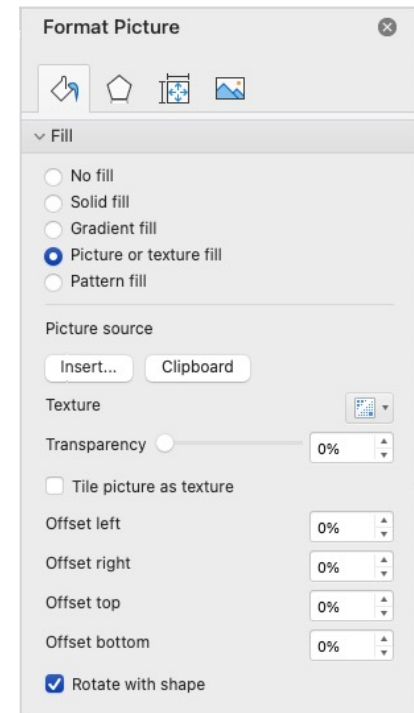 Format Picture
Fill
No fill
Solid fill
Gradient fill
Picture or texture fill
Pattern fill
Picture source
Insert... Clipboard
Texture
Transparency 0%
Tile picture as texture
Offset left 0%
Offset right 0%
Offset top 0%
Offset bottom 0%
Rotate with shape